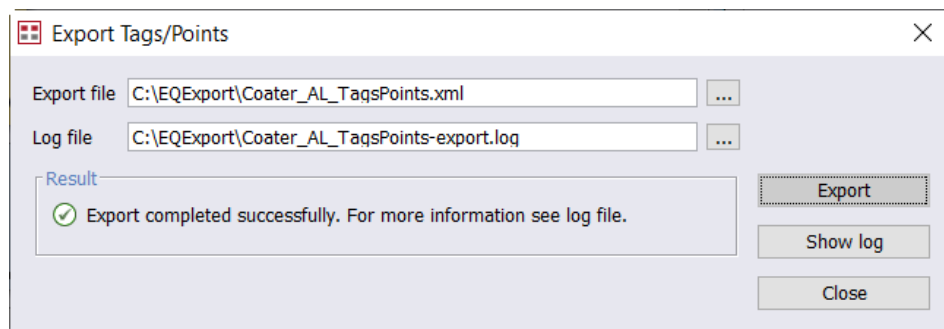 Export Tags/Points
Export file C:\EQExport\Coater_AL_TagsPoints.xml ...
Log file C:\EQExport\Coater_AL_TagsPoints-export.log ...
Result
Export completed successfully. For more information see log file.
Export
Show log
Close